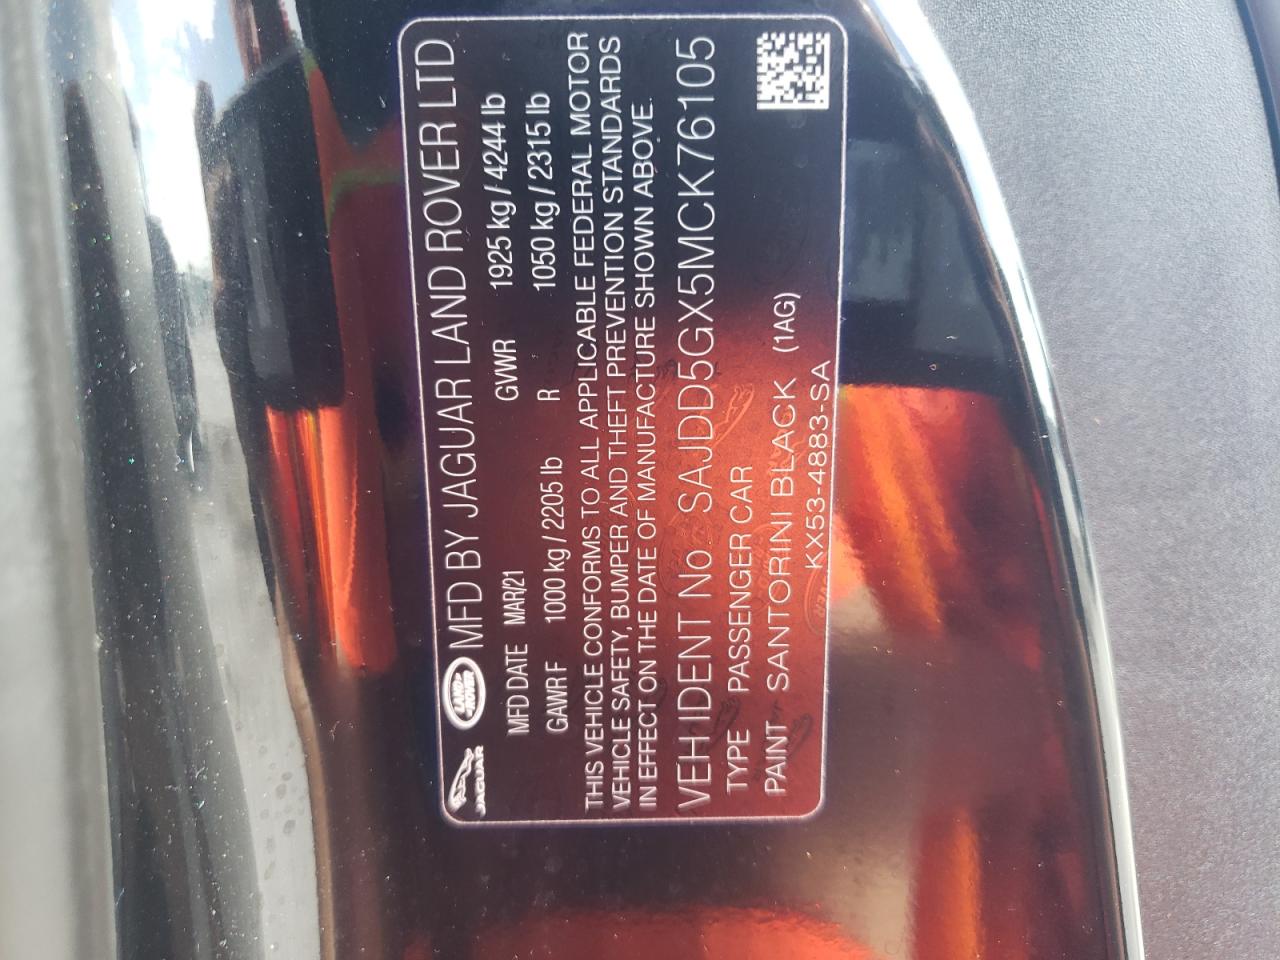 JAGUAR LAND ROVER MFD BY JAGUAR LAND ROVER LTD
MFD DATE MAR/21 GVWR 1925 kg / 4244 lb
GAWR F 1000 kg / 2205 lb R 1050 kg / 2315 lb
THIS VEHICLE CONFORMS TO ALL APPLICABLE FEDERAL MOTOR
VEHICLE SAFETY, BUMPER AND THEFT PREVENTION STANDARDS
IN EFFECT ON THE DATE OF MANUFACTURE SHOWN ABOVE.
VEH IDENT No SAJDD5GX5MCK76105
TYPE PASSENGER CAR
PAINT SANTORINI BLACK (1AG)
KX53-4883-SA